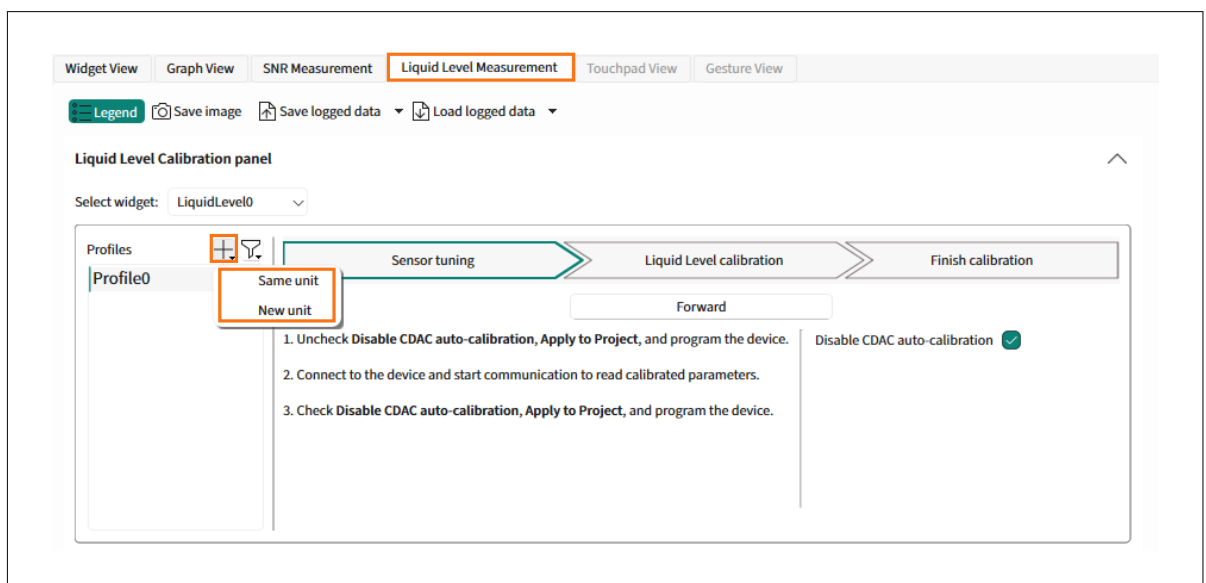 Widget View Graph View SNR Measurement Liquid Level Measurement Touchpad View Gesture View
Legend Save image Save logged data Load logged data
Liquid Level Calibration panel
Select widget: LiquidLevel0
Profiles
Profile0
Same unit
New unit
Sensor tuning Liquid Level calibration Finish calibration
Forward
1. Uncheck Disable CDAC auto-calibration, Apply to Project, and program the device.
2. Connect to the device and start communication to read calibrated parameters.
3. Check Disable CDAC auto-calibration, Apply to Project, and program the device.
Disable CDAC auto-calibration